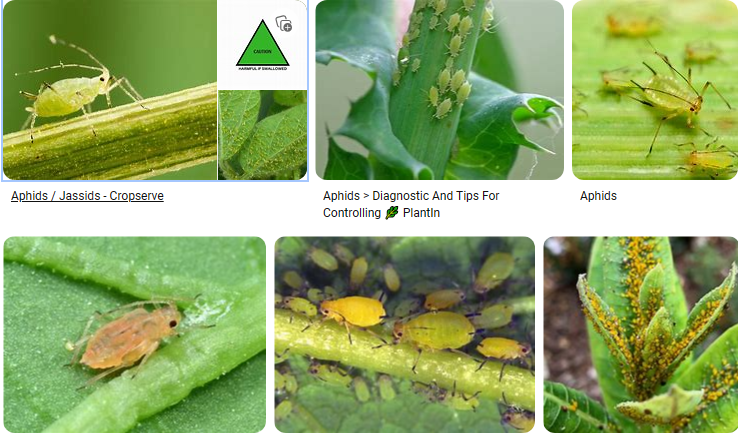 CAUTION
HARMFUL IF SWALLOWED
Aphids / Jassids - Cropserve
Aphids > Diagnostic And Tips For
Controlling 🌿 PlantIn
Aphids